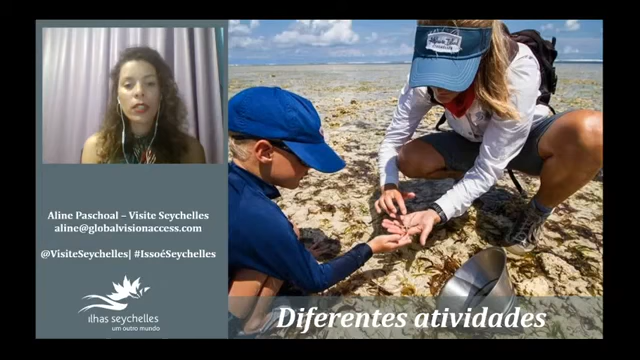 Aline Paschoal – Visite Seychelles
aline@globalvisionaccess.com
@VisiteSeychelles| #IssoéSeychelles
ilhas seychelles
um outro mundo
Diferentes atividades